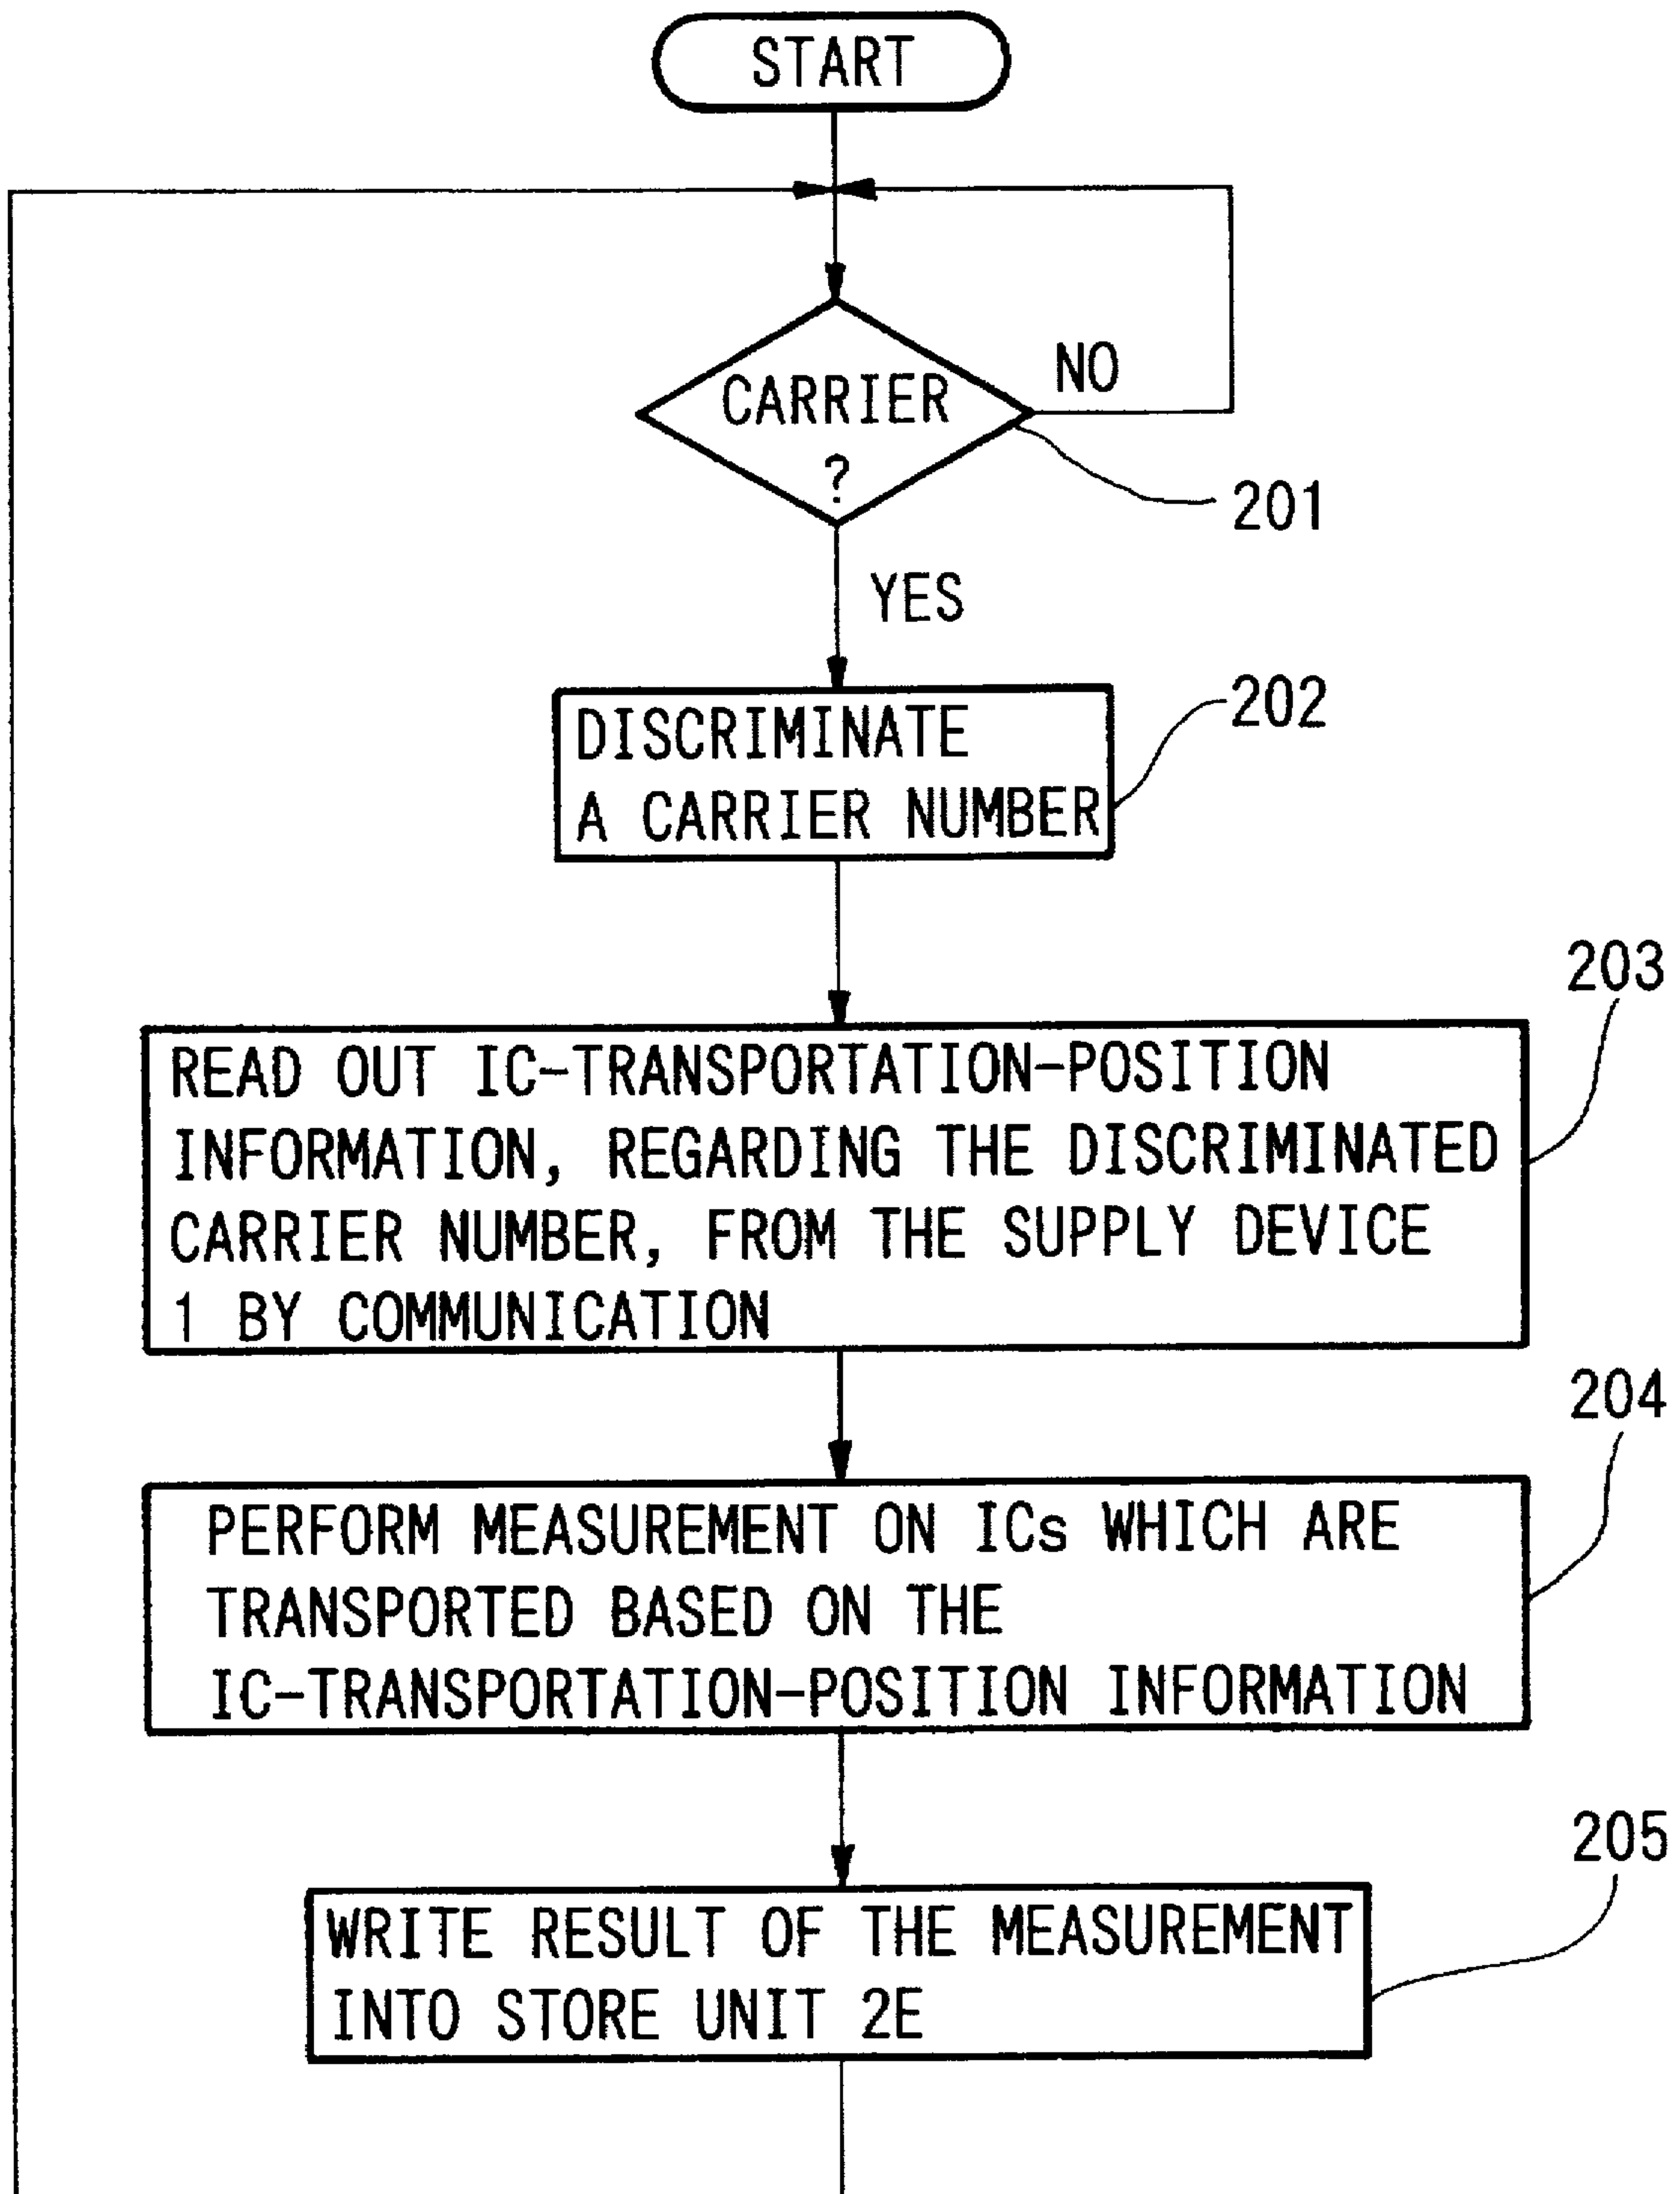 START
CARRIER
?
NO
201
YES
DISCRIMINATE
A CARRIER NUMBER
202
203
READ OUT IC-TRANSPORTATION-POSITION
INFORMATION, REGARDING THE DISCRIMINATED
CARRIER NUMBER, FROM THE SUPPLY DEVICE
1 BY COMMUNICATION
204
PERFORM MEASUREMENT ON ICs WHICH ARE
TRANSPORTED BASED ON THE
IC-TRANSPORTATION-POSITION INFORMATION
205
WRITE RESULT OF THE MEASUREMENT
INTO STORE UNIT 2E